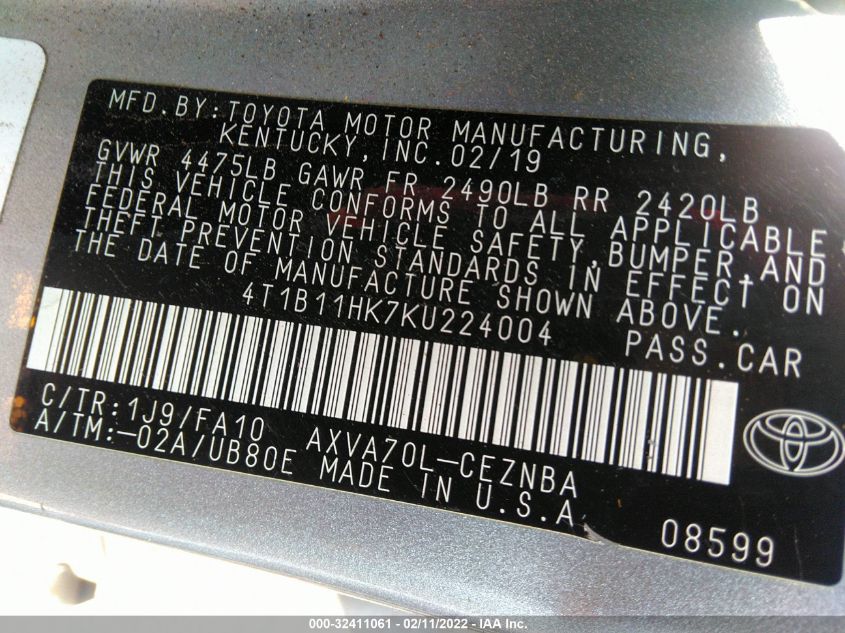 MFD. BY: TOYOTA MOTOR MANUFACTURING,
KENTUCKY, INC. 02/19
GVWR 4475LB GAWR FR 2490LB RR 2420LB
THIS VEHICLE CONFORMS TO ALL APPLICABLE
FEDERAL MOTOR VEHICLE SAFETY, BUMPER, AND
THEFT PREVENTION STANDARDS IN EFFECT ON
THE DATE OF MANUFACTURE SHOWN ABOVE.
4T1B11HK7KU224004 PASS. CAR
C/TR: 1J9/FA10 AXVA70L-CEZNBA
A/TM: -02A/UB80E MADE IN U.S.A
08599
000-32411061 - 02/11/2022 - IAA Inc.